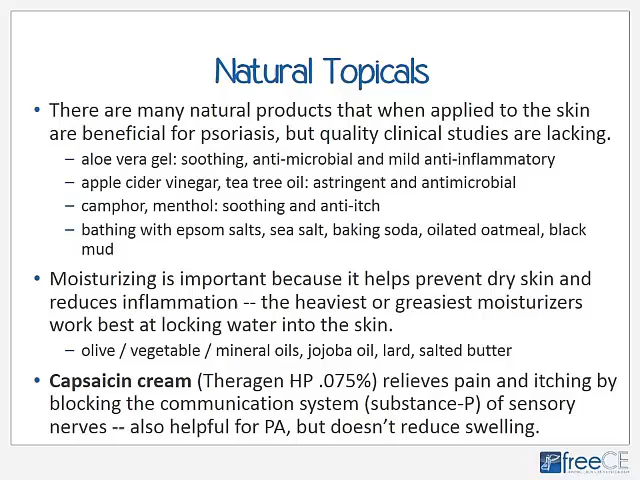 Natural Topicals
• There are many natural products that when applied to the skin
are beneficial for psoriasis, but quality clinical studies are lacking.
– aloe vera gel: soothing, anti-microbial and mild anti-inflammatory
– apple cider vinegar, tea tree oil: astringent and antimicrobial
– camphor, menthol: soothing and anti-itch
– bathing with epsom salts, sea salt, baking soda, oilated oatmeal, black
mud
• Moisturizing is important because it helps prevent dry skin and
reduces inflammation -- the heaviest or greasiest moisturizers
work best at locking water into the skin.
– olive / vegetable / mineral oils, jojoba oil, lard, salted butter
• Capsaicin cream (Theragen HP .075%) relieves pain and itching by
blocking the communication system (substance-P) of sensory
nerves -- also helpful for PA, but doesn't reduce swelling.
freeCE